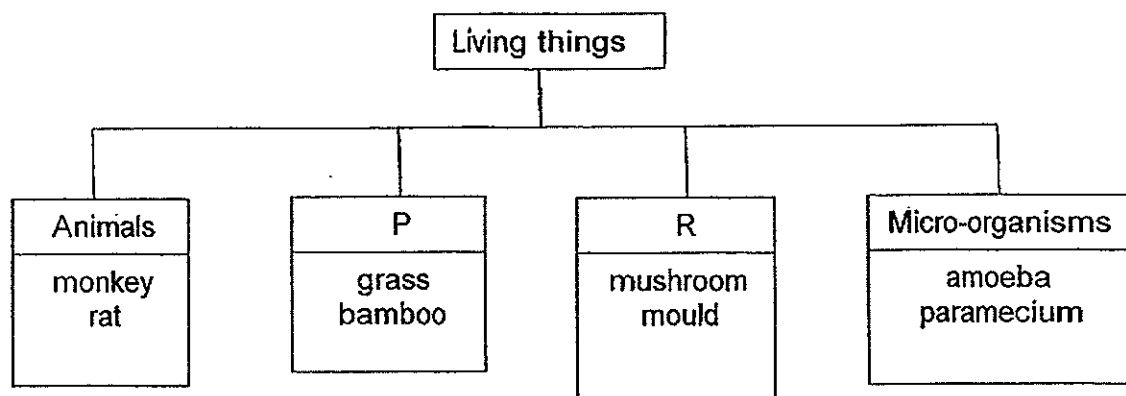 Living things
Animals
monkey
rat
P
grass
bamboo
R
mushroom
mould
Micro-organisms
amoeba
paramecium